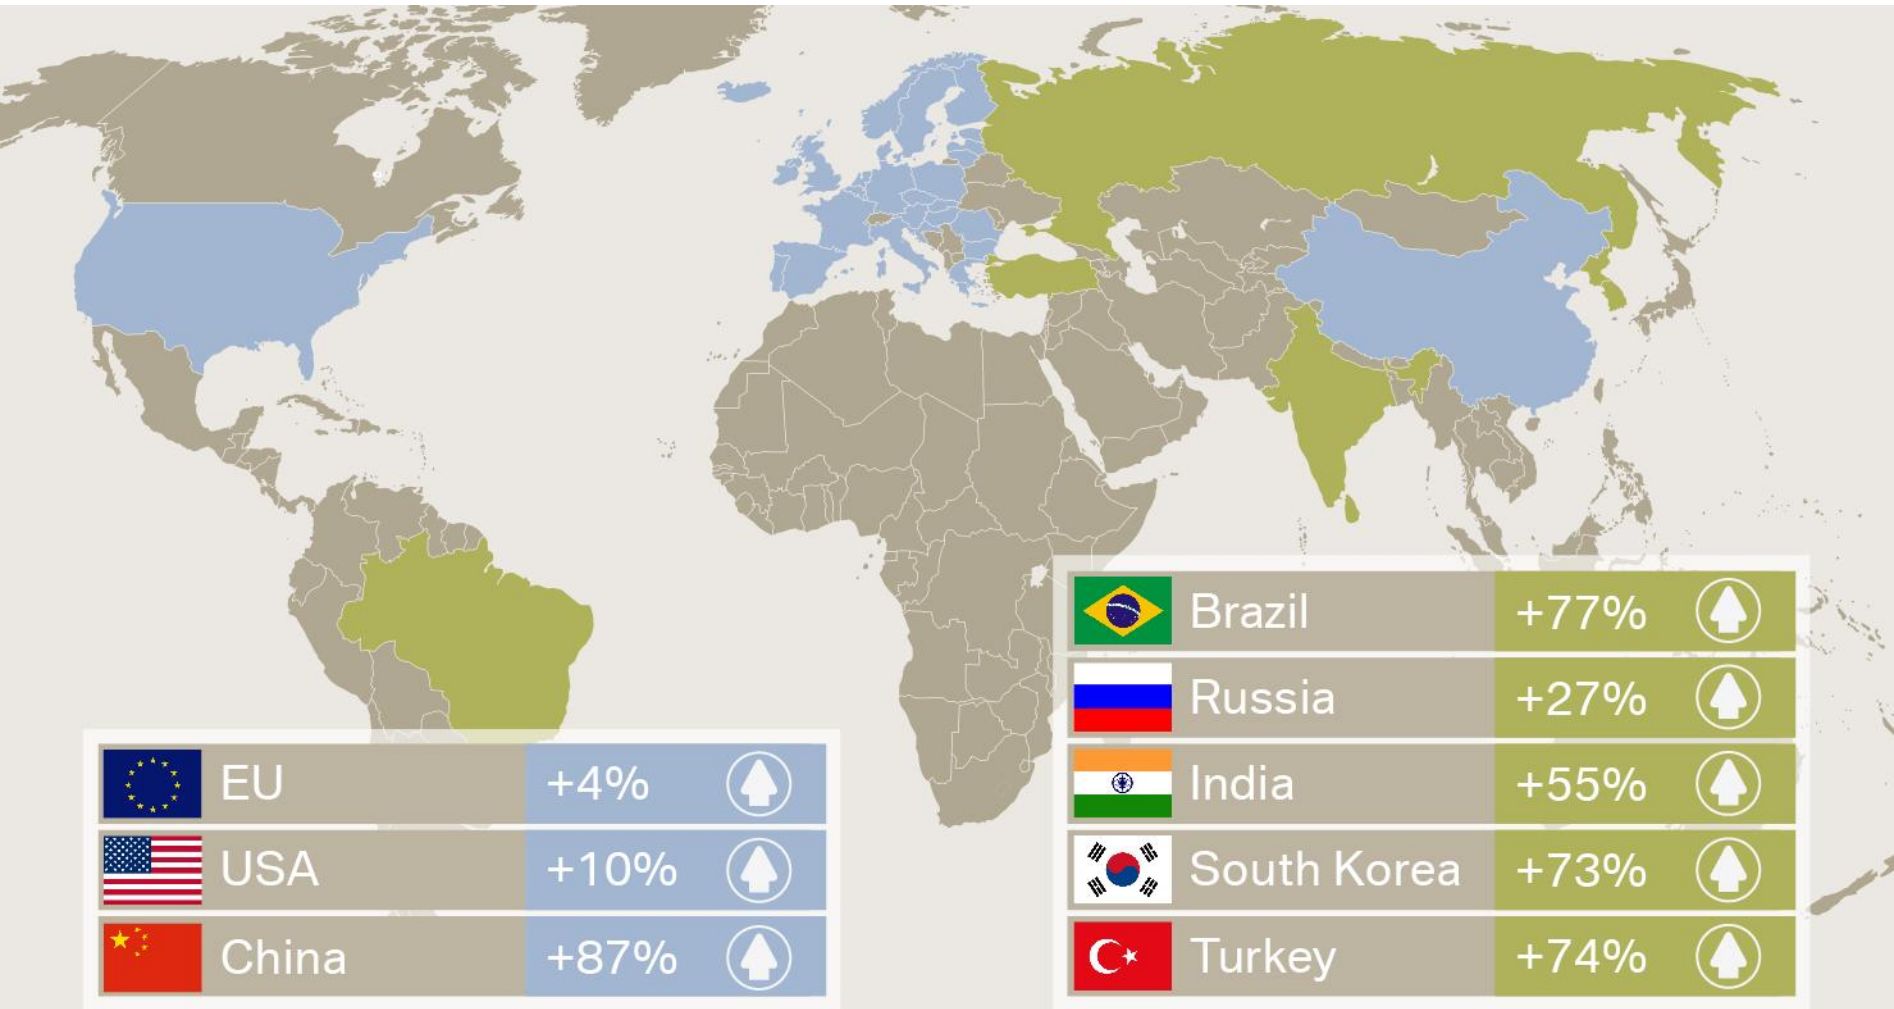 EU +4%
USA +10%
China +87%
Brazil +77%
Russia +27%
India +55%
South Korea +73%
Turkey +74%